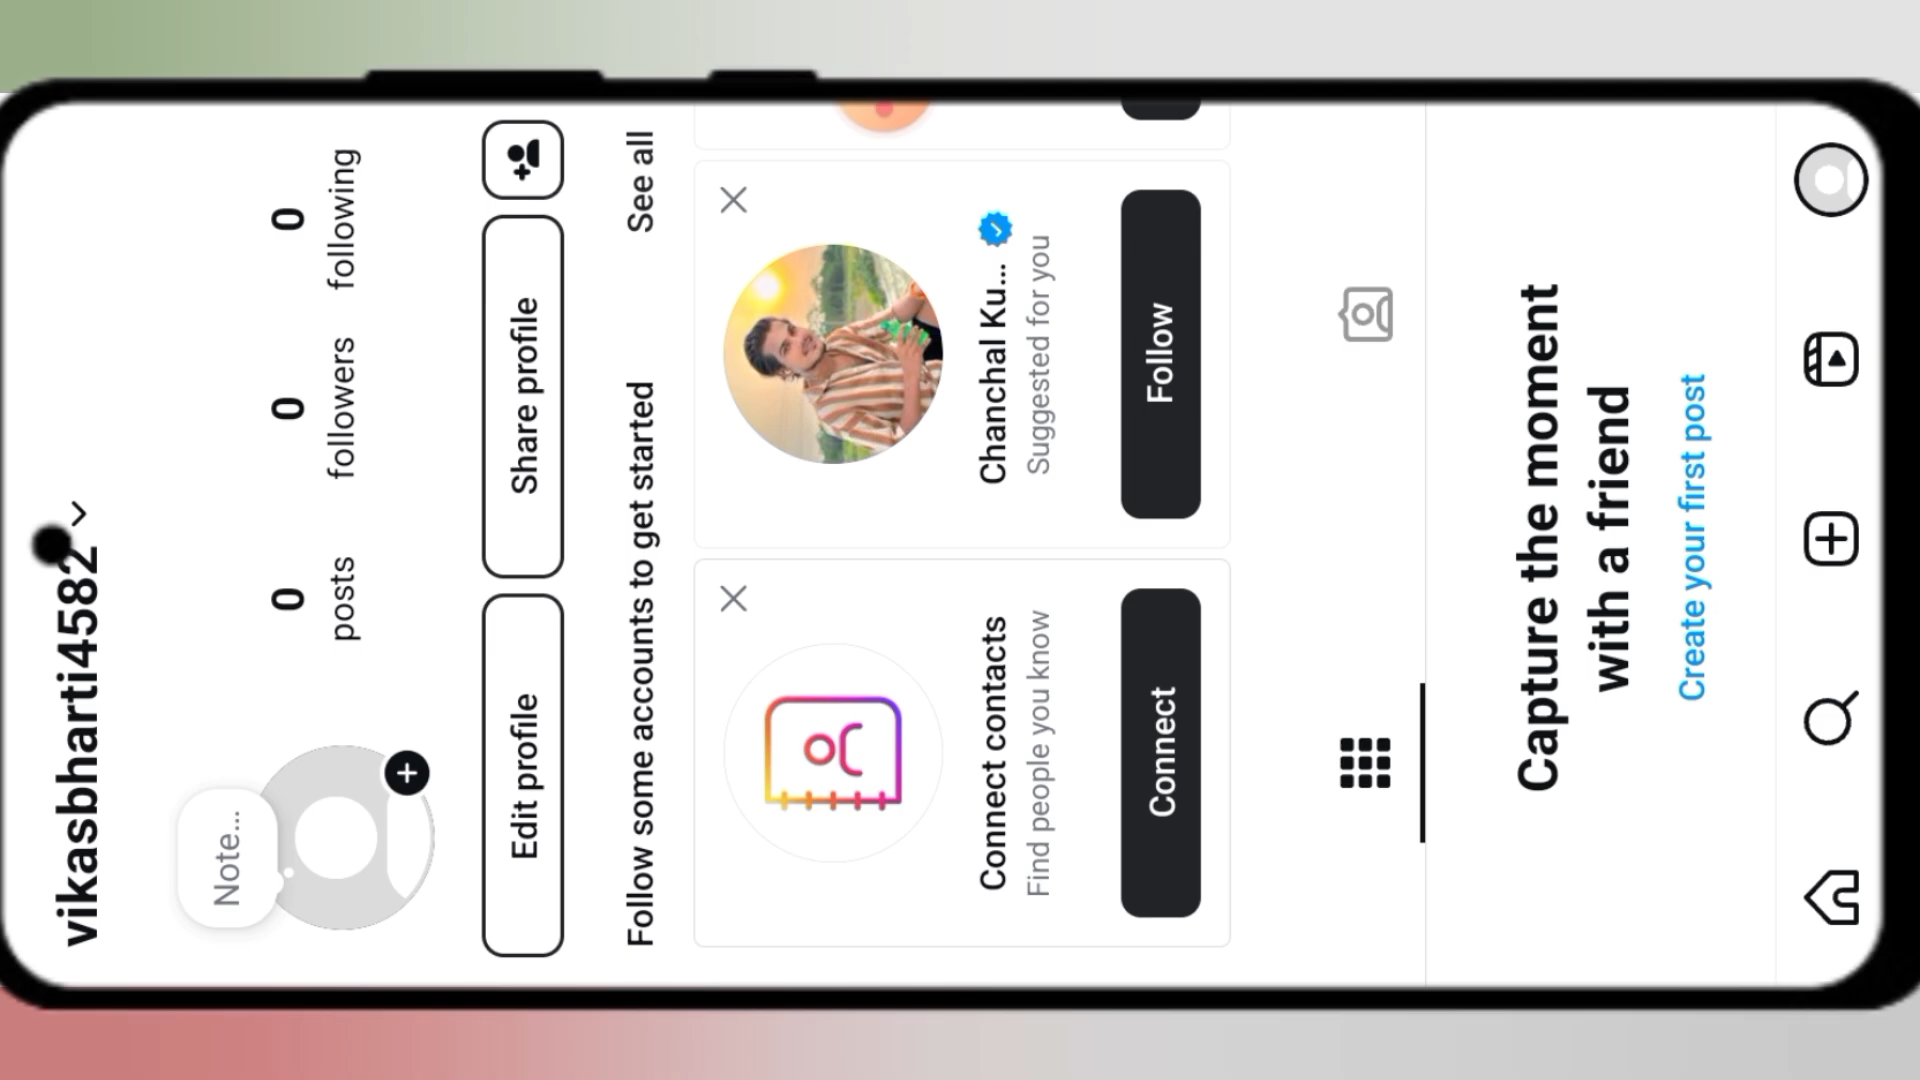 vikasbharti4582
Note...
0 0 0
posts followers following
Edit profile Share profile
Follow some accounts to get started See all
Connect contacts Chanchal Ku...
Find people you know Suggested for you
Connect Follow
Capture the moment
with a friend
Create your first post